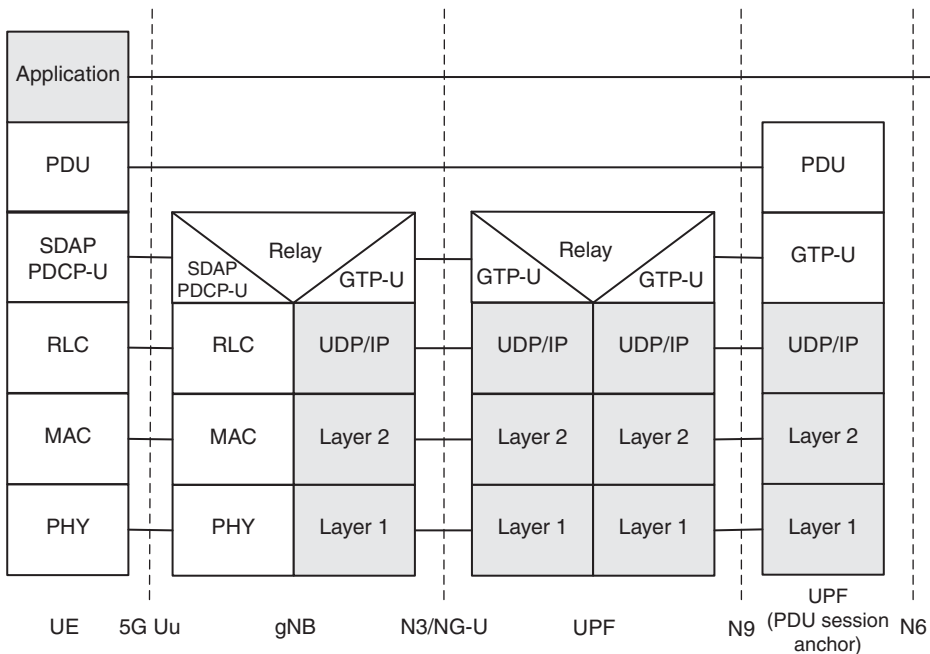 Application
PDU
PDU
SDAP
PDCP-U
Relay
SDAP
PDCP-U
GTP-U
Relay
GTP-U
GTP-U
GTP-U
RLC
RLC
UDP/IP
UDP/IP
UDP/IP
UDP/IP
MAC
MAC
Layer 2
Layer 2
Layer 2
Layer 2
PHY
PHY
Layer 1
Layer 1
Layer 1
Layer 1
UE
5G Uu
gNB
N3/NG-U
UPF
N9
UPF
(PDU session
anchor)
N6